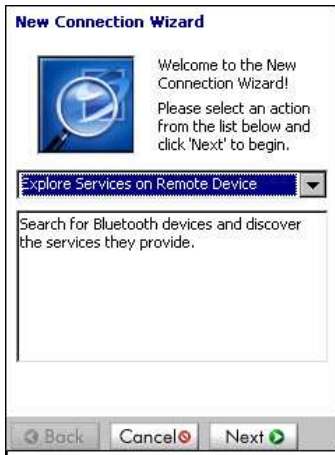 New Connection Wizard
Welcome to the New
Connection Wizard!
Please select an action
from the list below and
click 'Next' to begin.
Explore Services on Remote Device
Search for Bluetooth devices and discover
the services they provide.
Back Cancel Next